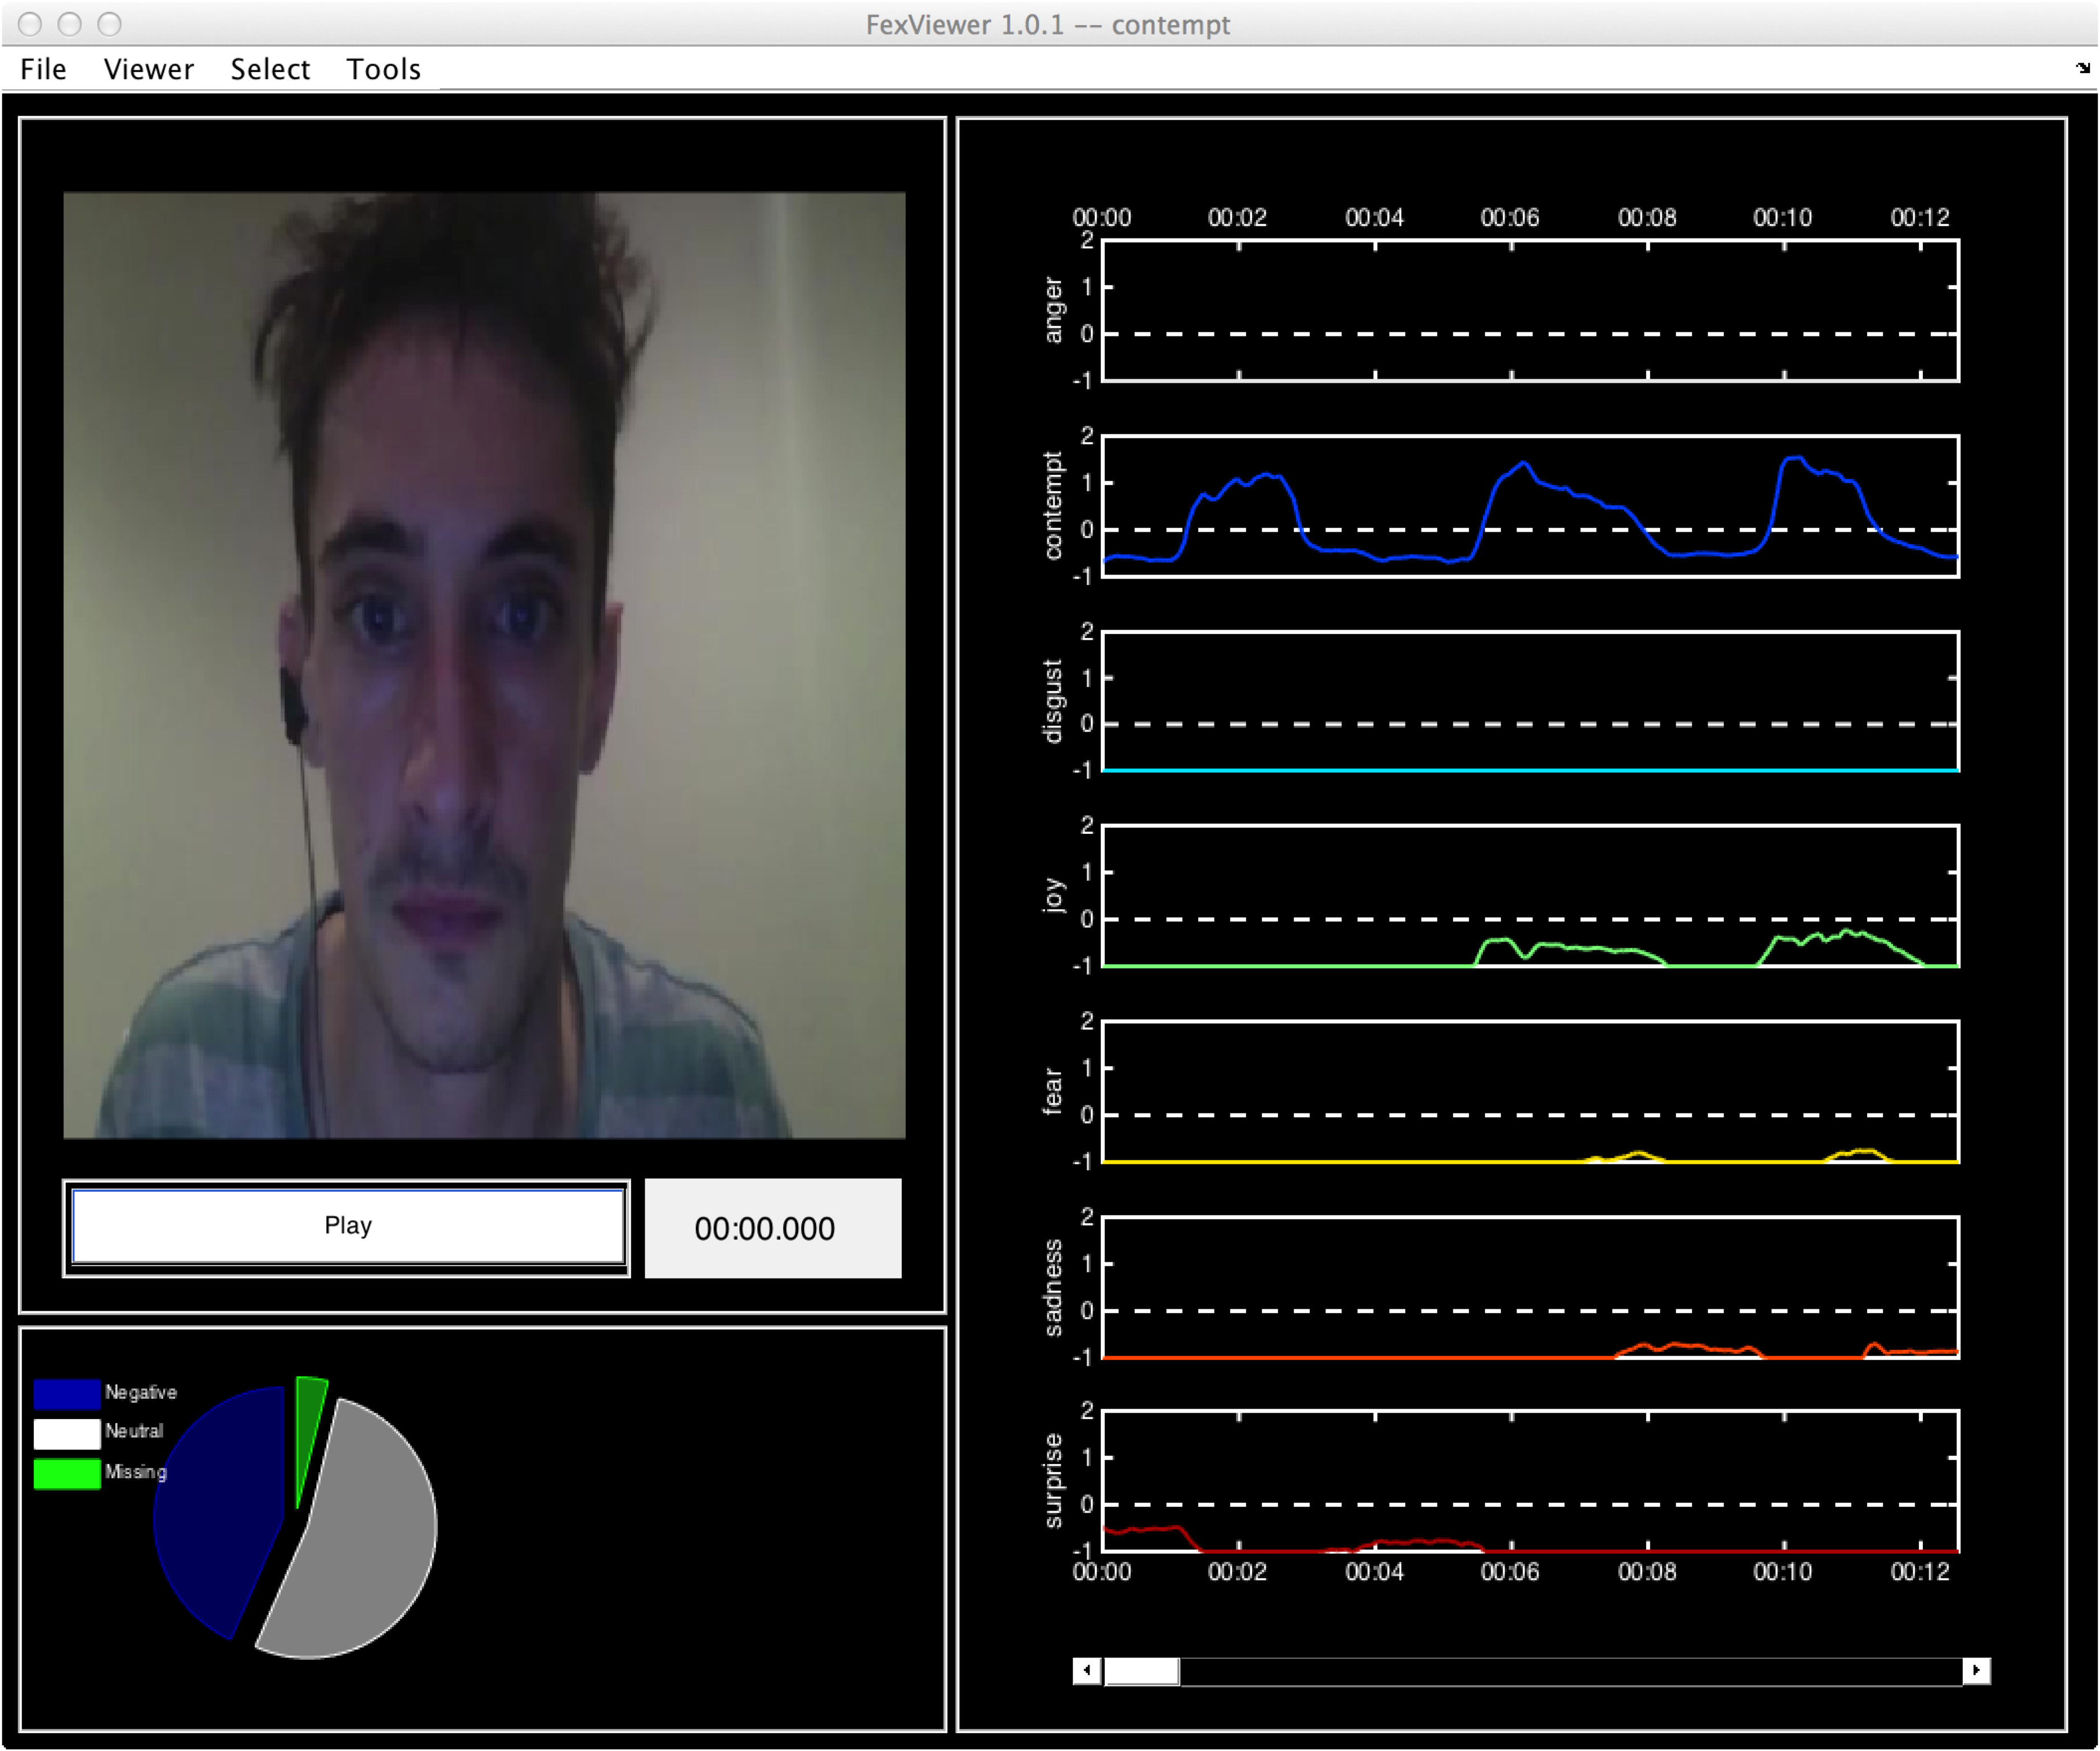 FexViewer 1.0.1 -- contempt
File Viewer Select Tools
Play
00:00.000
Negative
Neutral
Missing
00:00 00:02 00:04 00:06 00:08 00:10 00:12
anger
2
1
0
-1
contempt
2
1
0
-1
disgust
2
1
0
-1
joy
2
1
0
-1
fear
2
1
0
-1
sadness
2
1
0
-1
surprise
2
1
0
-1
00:00 00:02 00:04 00:06 00:08 00:10 00:12